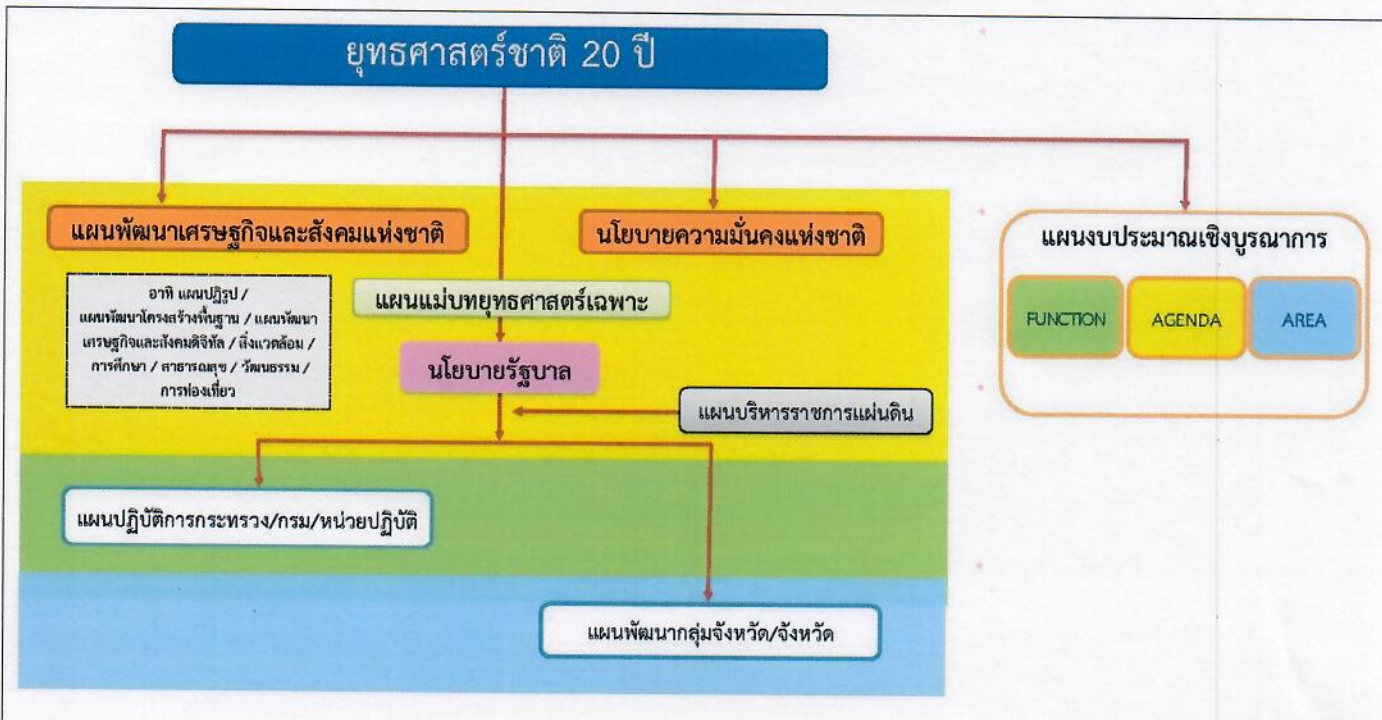 ยุทธศาสตร์ชาติ 20 ปี
แผนพัฒนาเศรษฐกิจและสังคมแห่งชาติ
นโยบายความมั่นคงแห่งชาติ
แผนงบประมาณเชิงบูรณาการ
FUNCTION
AGENDA
AREA
อาทิ แผนปฏิรูป /
แผนพัฒนาโครงสร้างพื้นฐาน / แผนพัฒนา
เศรษฐกิจและสังคมดิจิทัล / สิ่งแวดล้อม /
การศึกษา / สาธารณสุข / วัฒนธรรม /
การท่องเที่ยว
แผนแม่บทยุทธศาสตร์เฉพาะ
นโยบายรัฐบาล
แผนบริหารราชการแผ่นดิน
แผนปฏิบัติการกระทรวง/กรม/หน่วยปฏิบัติ
แผนพัฒนากลุ่มจังหวัด/จังหวัด